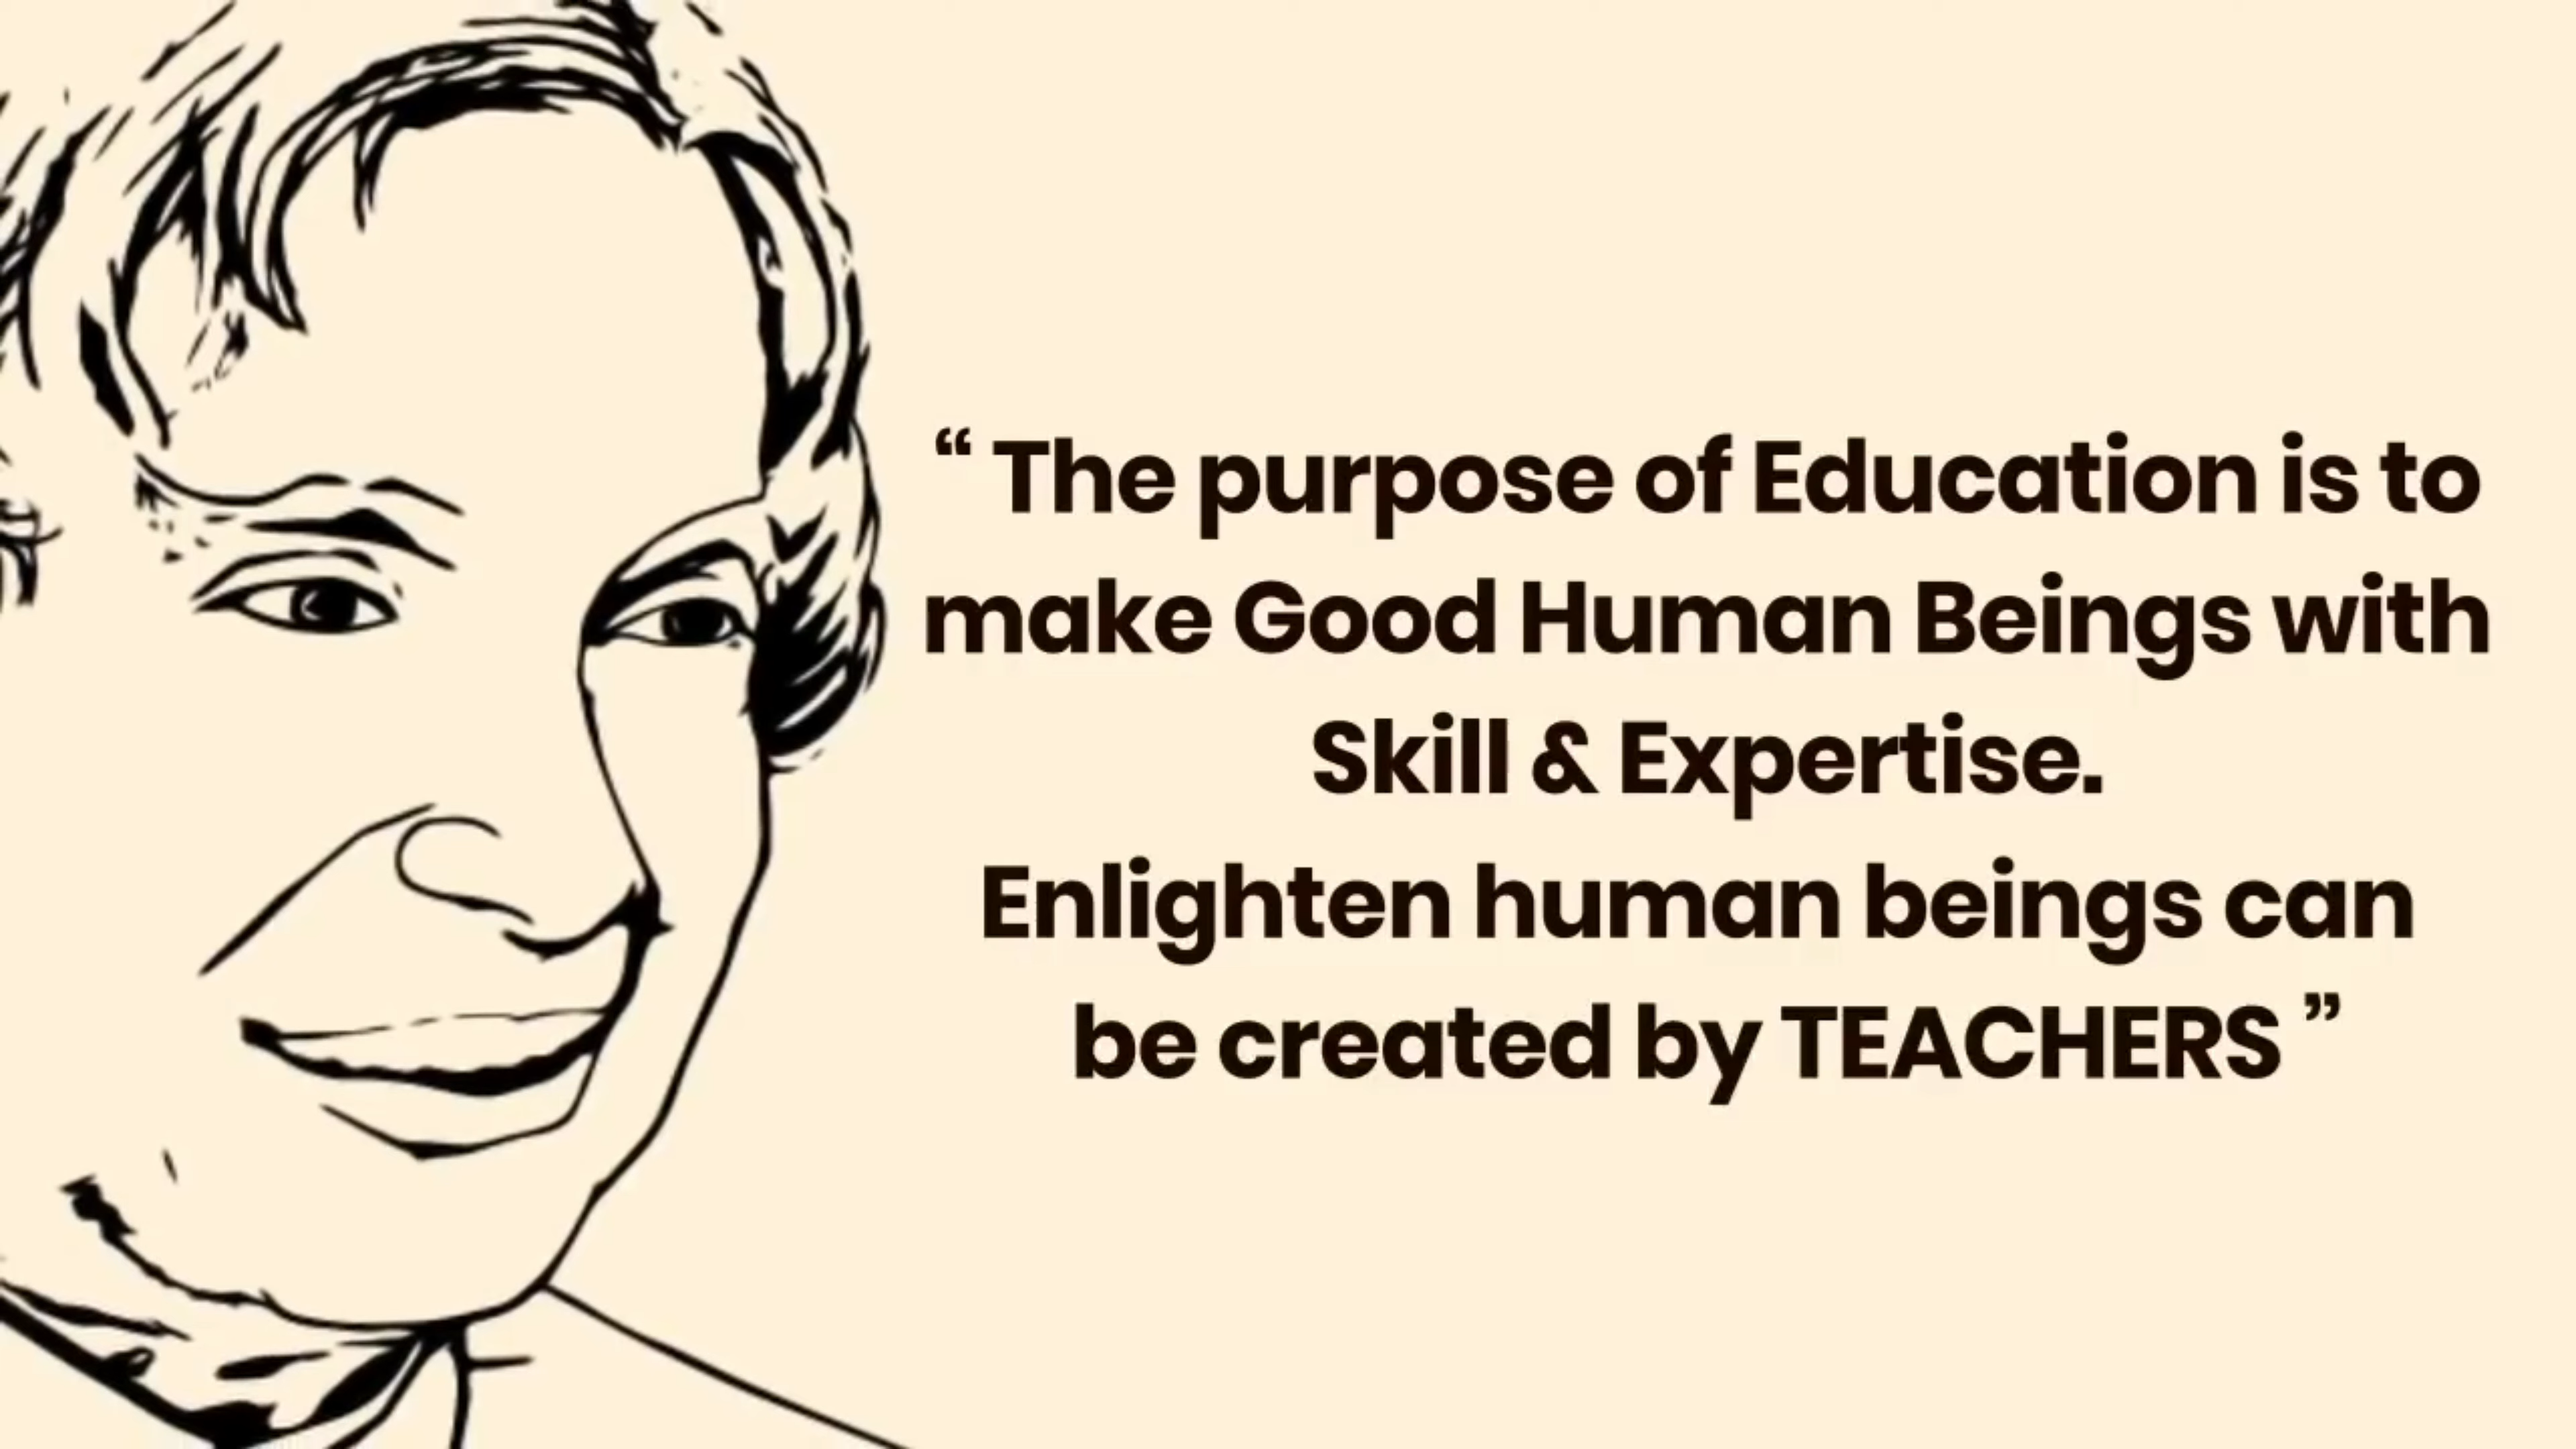 “ The purpose of Education is to
make Good Human Beings with
Skill & Expertise.
Enlighten human beings can
be created by TEACHERS ”